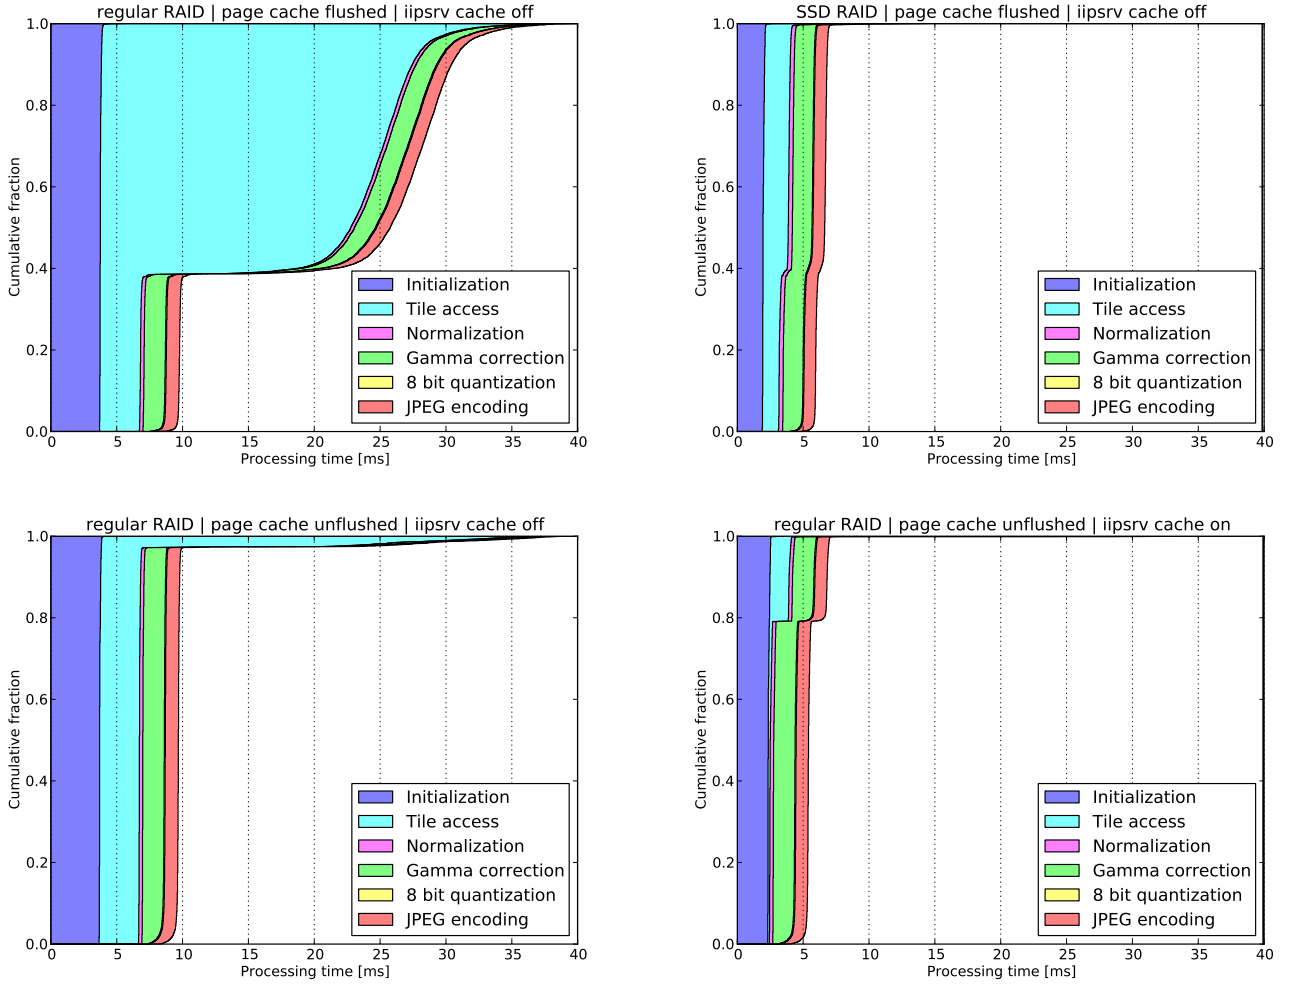 regular RAID | page cache flushed | iipsrv cache off
1.0
0.8
0.6
0.4
0.2
0.0
Cumulative fraction
Initialization
Tile access
Normalization
Gamma correction
8 bit quantization
JPEG encoding
0 5 10 15 20 25 30 35 40
Processing time [ms]
SSD RAID | page cache flushed | iipsrv cache off
1.0
0.8
0.6
0.4
0.2
0.0
Cumulative fraction
Initialization
Tile access
Normalization
Gamma correction
8 bit quantization
JPEG encoding
0 5 10 15 20 25 30 35 40
Processing time [ms]
regular RAID | page cache unflushed | iipsrv cache off
1.0
0.8
0.6
0.4
0.2
0.0
Cumulative fraction
Initialization
Tile access
Normalization
Gamma correction
8 bit quantization
JPEG encoding
0 5 10 15 20 25 30 35 40
Processing time [ms]
regular RAID | page cache unflushed | iipsrv cache on
1.0
0.8
0.6
0.4
0.2
0.0
Cumulative fraction
Initialization
Tile access
Normalization
Gamma correction
8 bit quantization
JPEG encoding
0 5 10 15 20 25 30 35 40
Processing time [ms]